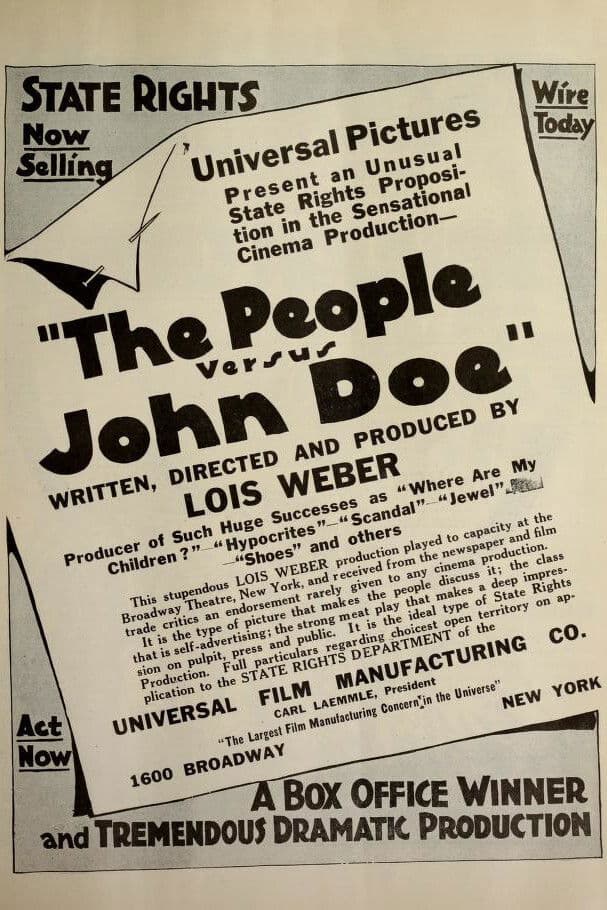 STATE RIGHTS
Now
Selling
Wire
Today
Universal Pictures
Present an Unusual
State Rights Proposi-
tion in the Sensational
Cinema Production—
"The People
versus
John Doe"
WRITTEN, DIRECTED AND PRODUCED BY
LOIS WEBER
Producer of Such Huge Successes as "Where Are My
Children?"—"Hypocrites"—"Scandal"—"Jewel"—
—"Shoes" and others
This stupendous LOIS WEBER production played to capacity at the
Broadway Theatre, New York, and received from the newspaper and film
trade critics an endorsement rarely given to any cinema production.
It is the type of picture that makes the people discuss it; the class
that is self-advertising; the strong meat play that makes a deep impres-
sion on pulpit, press and public. It is the ideal type of State Rights
Production. Full particulars regarding choicest open territory on ap-
plication to the STATE RIGHTS DEPARTMENT of the
UNIVERSAL FILM MANUFACTURING CO.
CARL LAEMMLE, President
"The Largest Film Manufacturing Concern in the Universe"
1600 BROADWAY NEW YORK
Act
Now
A BOX OFFICE WINNER
and TREMENDOUS DRAMATIC PRODUCTION